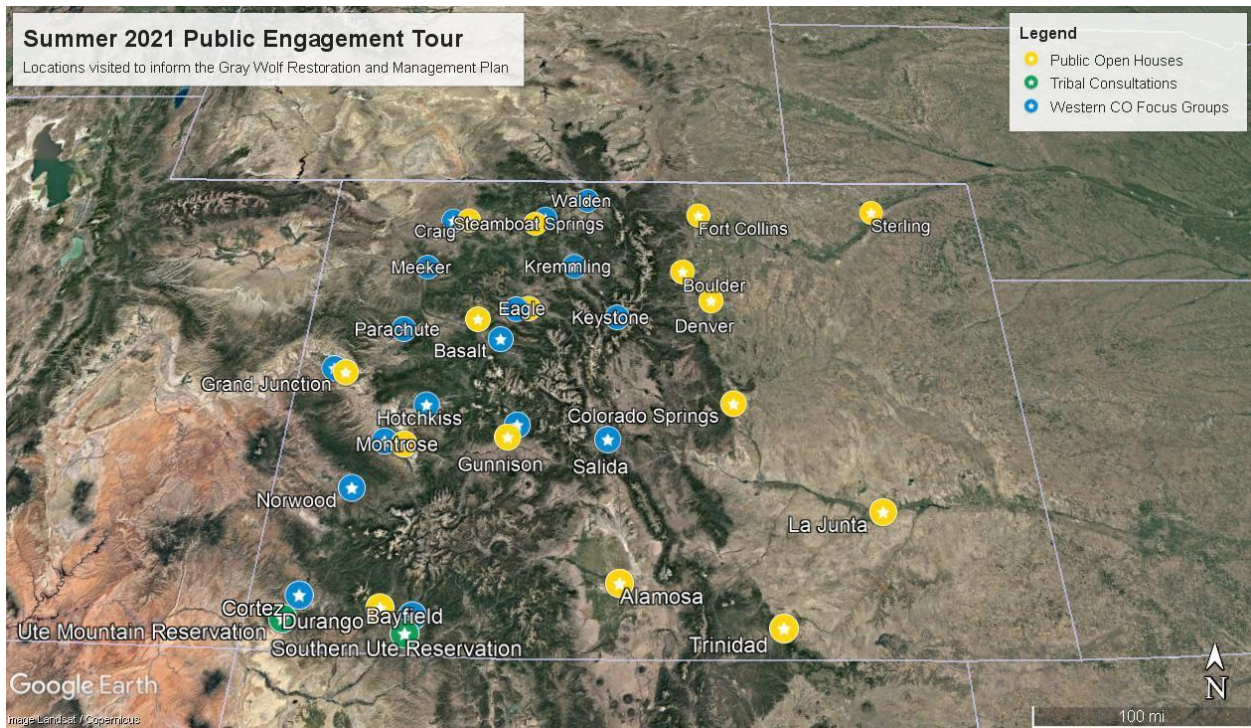 Summer 2021 Public Engagement Tour
Locations visited to inform the Gray Wolf Restoration and Management Plan
Legend
Public Open Houses
Tribal Consultations
Western CO Focus Groups
Walden
Craig
Steamboat Springs
Fort Collins
Sterling
Meeker
Kremmling
Boulder
Eagle
Keystone
Denver
Parachute
Basalt
Grand Junction
Hotchkiss
Colorado Springs
Montrose
Gunnison
Salida
Norwood
La Junta
Alamosa
Cortez
Durango
Bayfield
Ute Mountain Reservation
Southern Ute Reservation
Trinidad
N
Google Earth
Image Landsat / Copernicus
100 mi